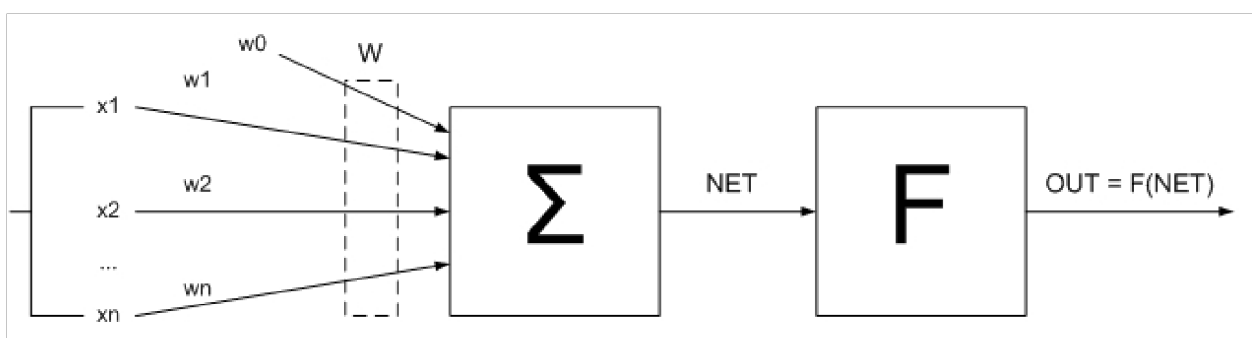 w0
W
w1
x1
w2
x2
...
wn
xn
Σ
NET
F
OUT = F(NET)